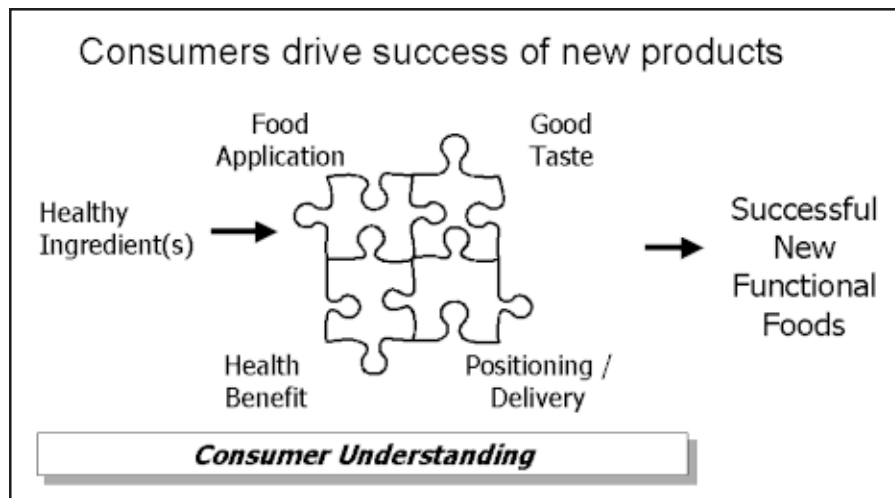 Consumers drive success of new products
Food
Application
Good
Taste
Healthy
Ingredient(s)
Successful
New
Functional
Foods
Health
Benefit
Positioning /
Delivery
Consumer Understanding